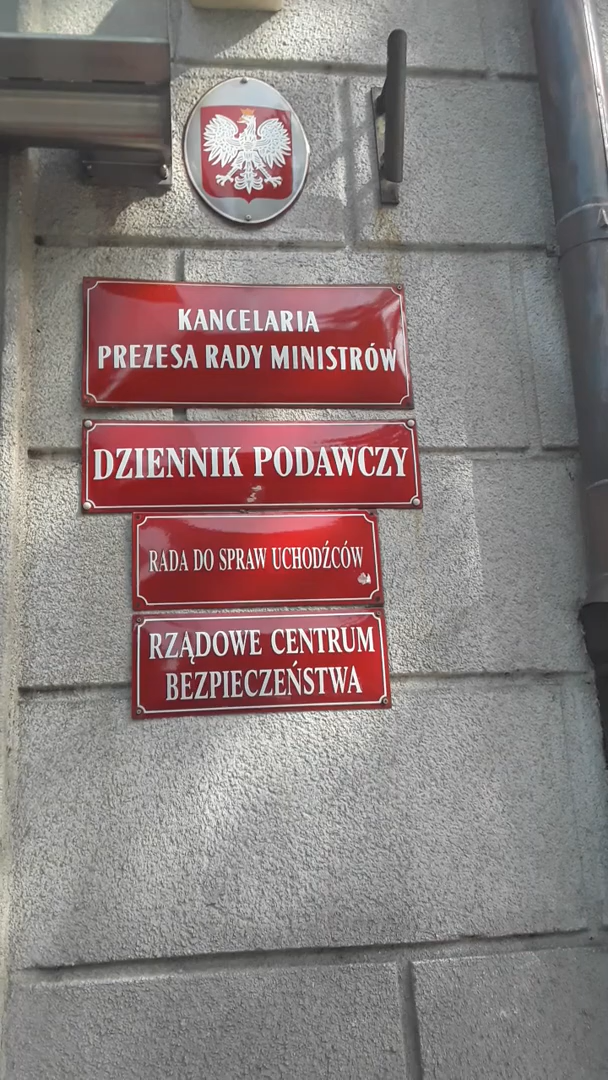 KANCELARIA
PREZESA RADY MINISTRÓW
DZIENNIK PODAWCZY
RADA DO SPRAW UCHODŹCÓW
RZĄDOWE CENTRUM
BEZPIECZEŃSTWA